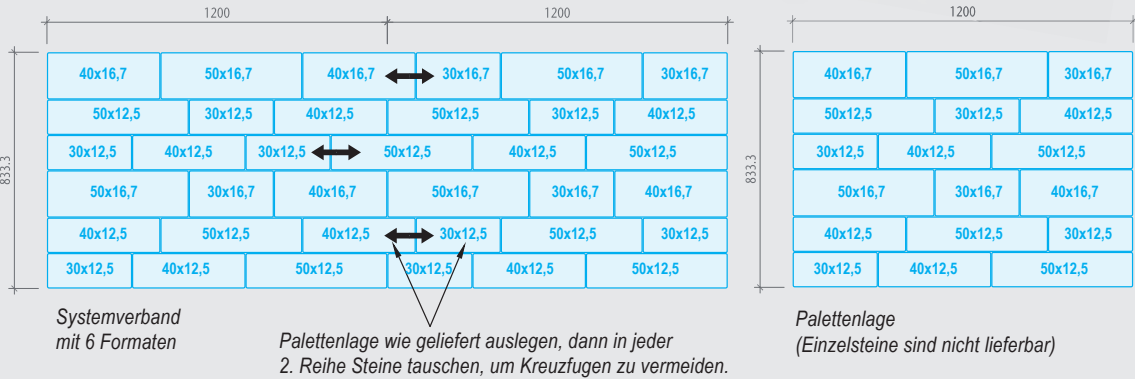 1200 1200
833.3
40x16,7 50x16,7 40x16,7 30x16,7 50x16,7 30x16,7
50x12,5 30x12,5 40x12,5 50x12,5 30x12,5 40x12,5
30x12,5 40x12,5 30x12,5 50x12,5 40x12,5 50x12,5
50x16,7 30x16,7 40x16,7 50x16,7 30x16,7 40x16,7
40x12,5 50x12,5 40x12,5 30x12,5 50x12,5 30x12,5
30x12,5 40x12,5 50x12,5 30x12,5 40x12,5 50x12,5
Systemverband
mit 6 Formaten
Palettenlage wie geliefert auslegen, dann in jeder
2. Reihe Steine tauschen, um Kreuzfugen zu vermeiden.
1200
833.3
40x16,7 50x16,7 30x16,7
50x12,5 30x12,5 40x12,5
30x12,5 40x12,5 50x12,5
50x16,7 30x16,7 40x16,7
40x12,5 50x12,5 30x12,5
30x12,5 40x12,5 50x12,5
Palettenlage
(Einzelsteine sind nicht lieferbar)